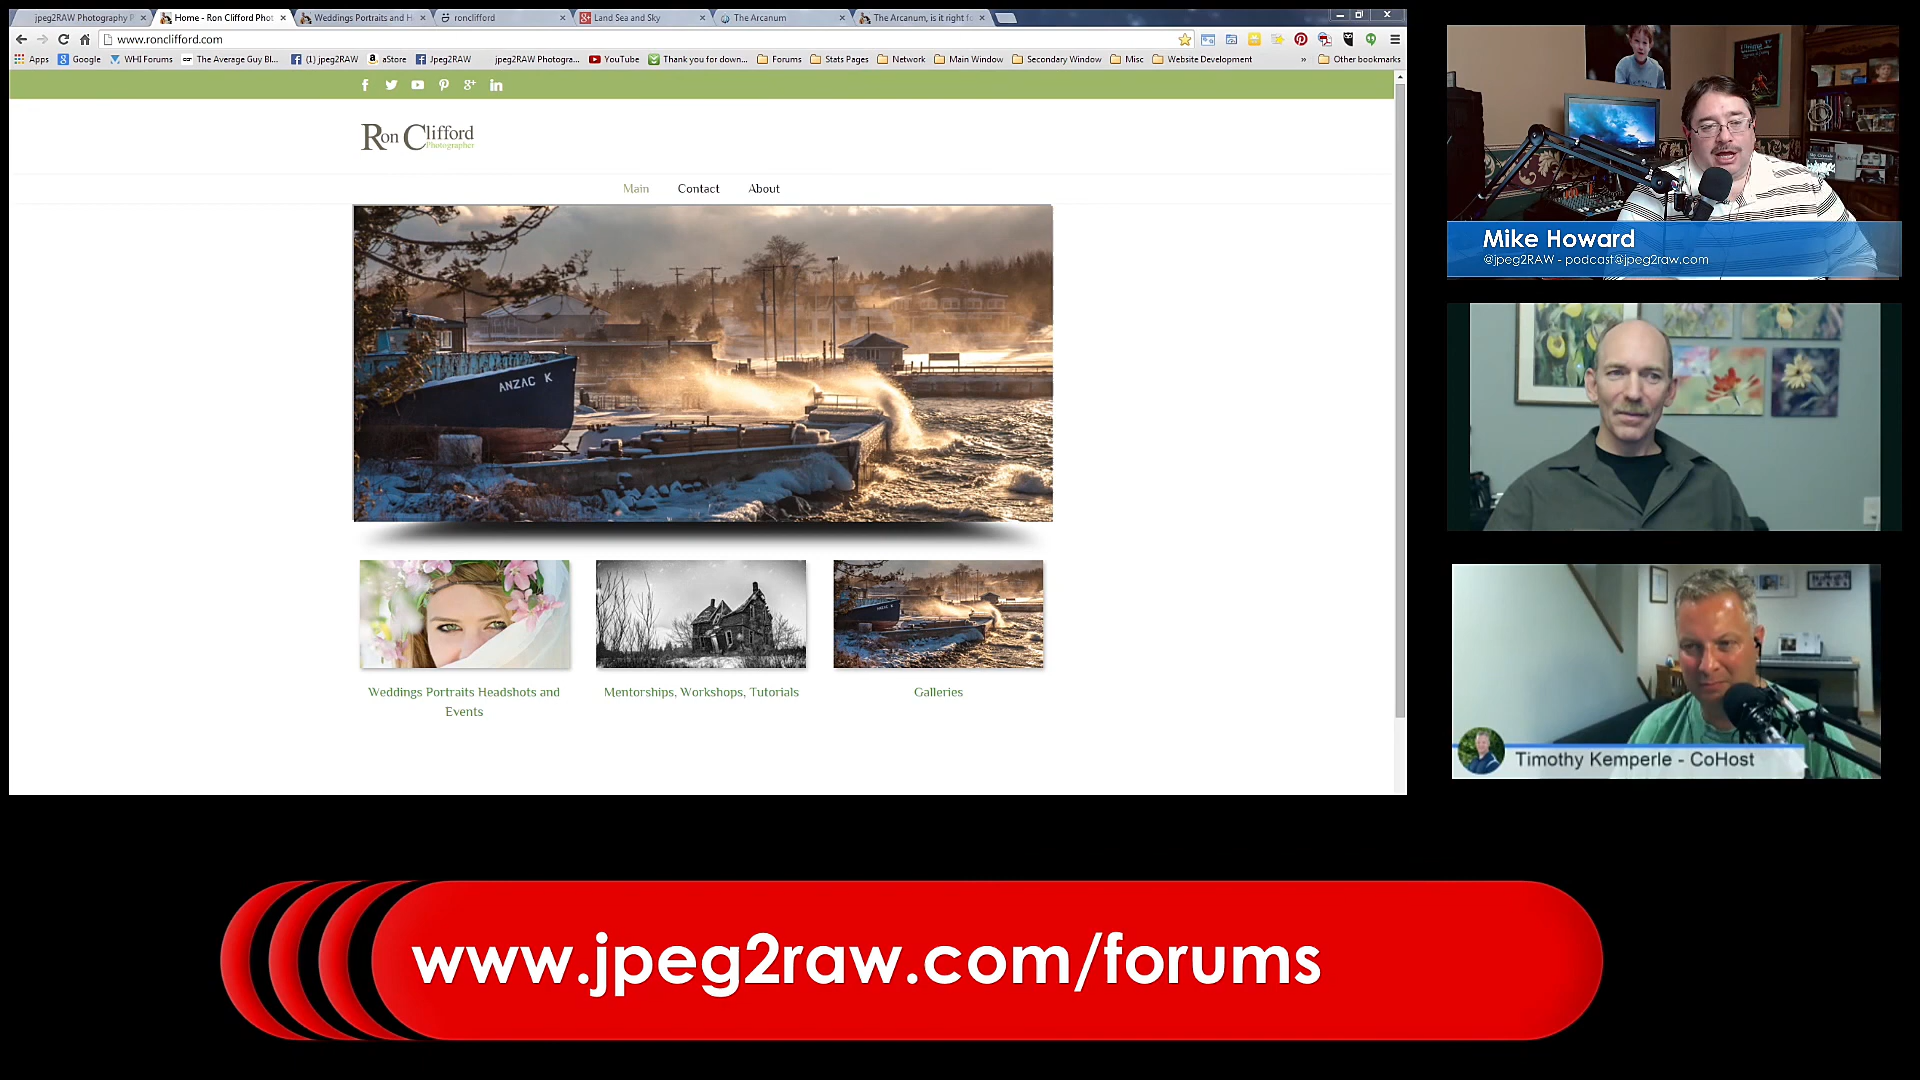 jpeg2RAW Photography P
Home - Ron Clifford Phot
Weddings Portraits and H
ronclifford
Land Sea and Sky
The Arcanum
The Arcanum, is it right fo
www.ronclifford.com
Apps
Google
WHI Forums
The Average Guy Bl...
(1) jpeg2RAW
aStore
Jpeg2RAW
jpeg2RAW Photogra...
YouTube
Thank you for down...
Forums
Stats Pages
Network
Main Window
Secondary Window
Misc
Website Development
»
Other bookmarks
Ron Clifford
Photographer
Main
Contact
About
ANZAC K
Weddings Portraits Headshots and
Events
Mentorships, Workshops, Tutorials
Galleries
Mike Howard
@jpeg2RAW - podcast@jpeg2raw.com
Timothy Kemperle - CoHost
www.jpeg2raw.com/forums